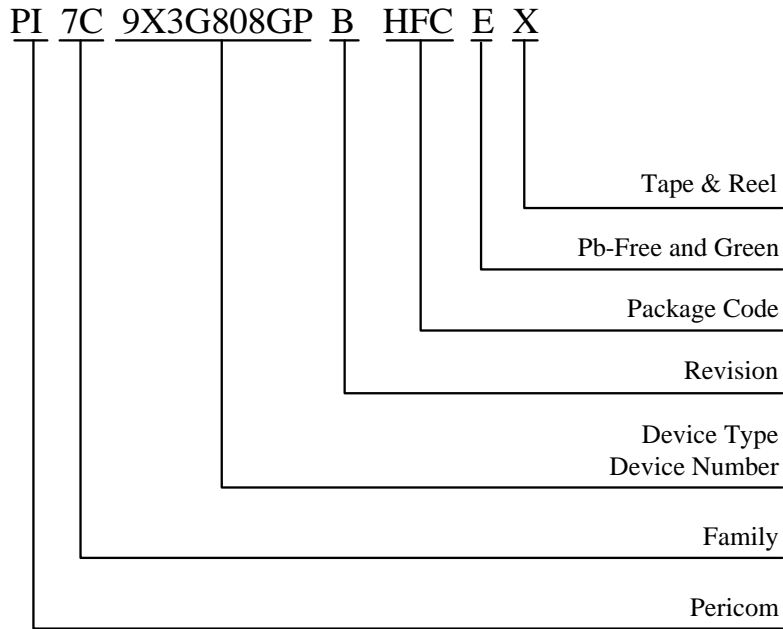 PI 7C 9X3G808GP B HFC E X
Tape & Reel
Pb-Free and Green
Package Code
Revision
Device Type
Device Number
Family
Pericom